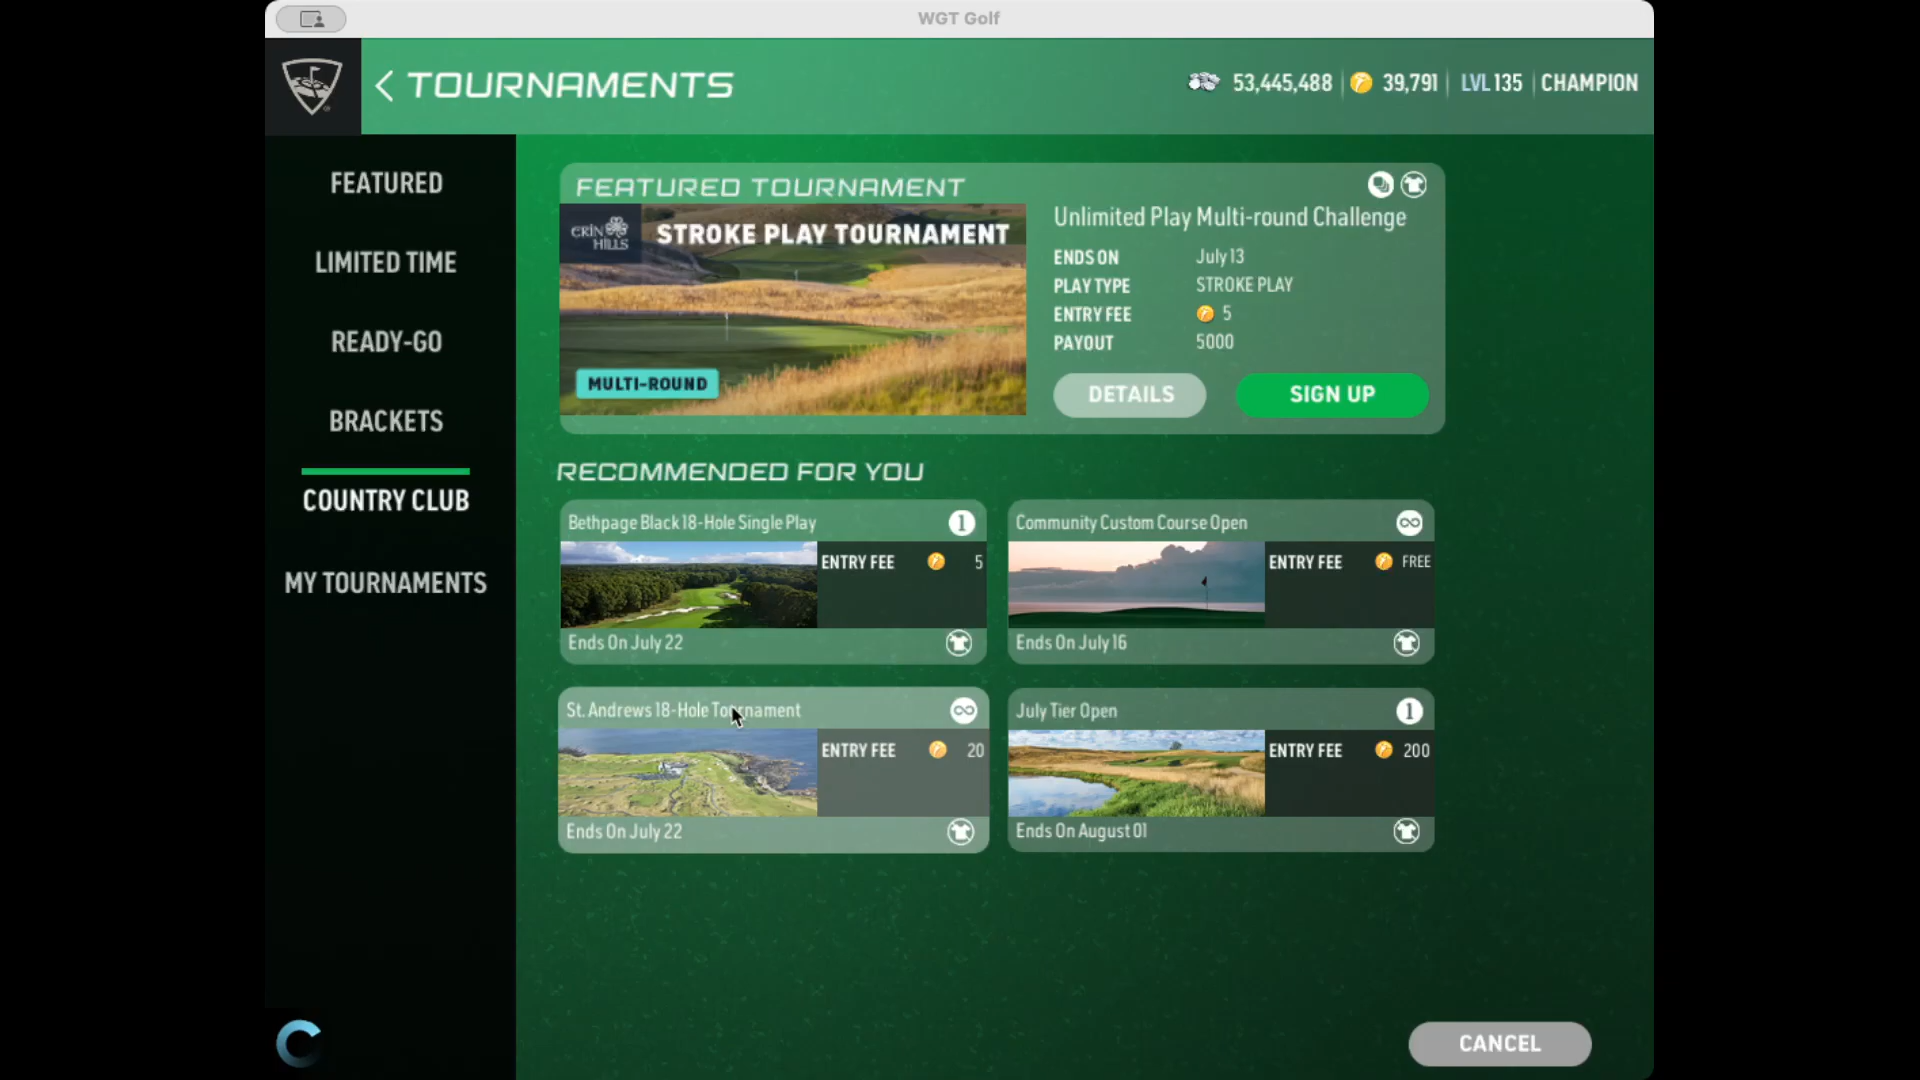 WGT Golf
TOURNAMENTS
53,445,488
39,791
LVL 135
CHAMPION
FEATURED
LIMITED TIME
READY-GO
BRACKETS
COUNTRY CLUB
MY TOURNAMENTS
FEATURED TOURNAMENT
ERIN HILLS
STROKE PLAY TOURNAMENT
MULTI-ROUND
Unlimited Play Multi-round Challenge
ENDS ON July 13
PLAY TYPE STROKE PLAY
ENTRY FEE 5
PAYOUT 5000
DETAILS
SIGN UP
RECOMMENDED FOR YOU
Bethpage Black 18-Hole Single Play 1
ENTRY FEE 5
Ends On July 22
Community Custom Course Open ∞
ENTRY FEE FREE
Ends On July 16
St. Andrews 18-Hole Tournament ∞
ENTRY FEE 20
Ends On July 22
July Tier Open 1
ENTRY FEE 200
Ends On August 01
CANCEL